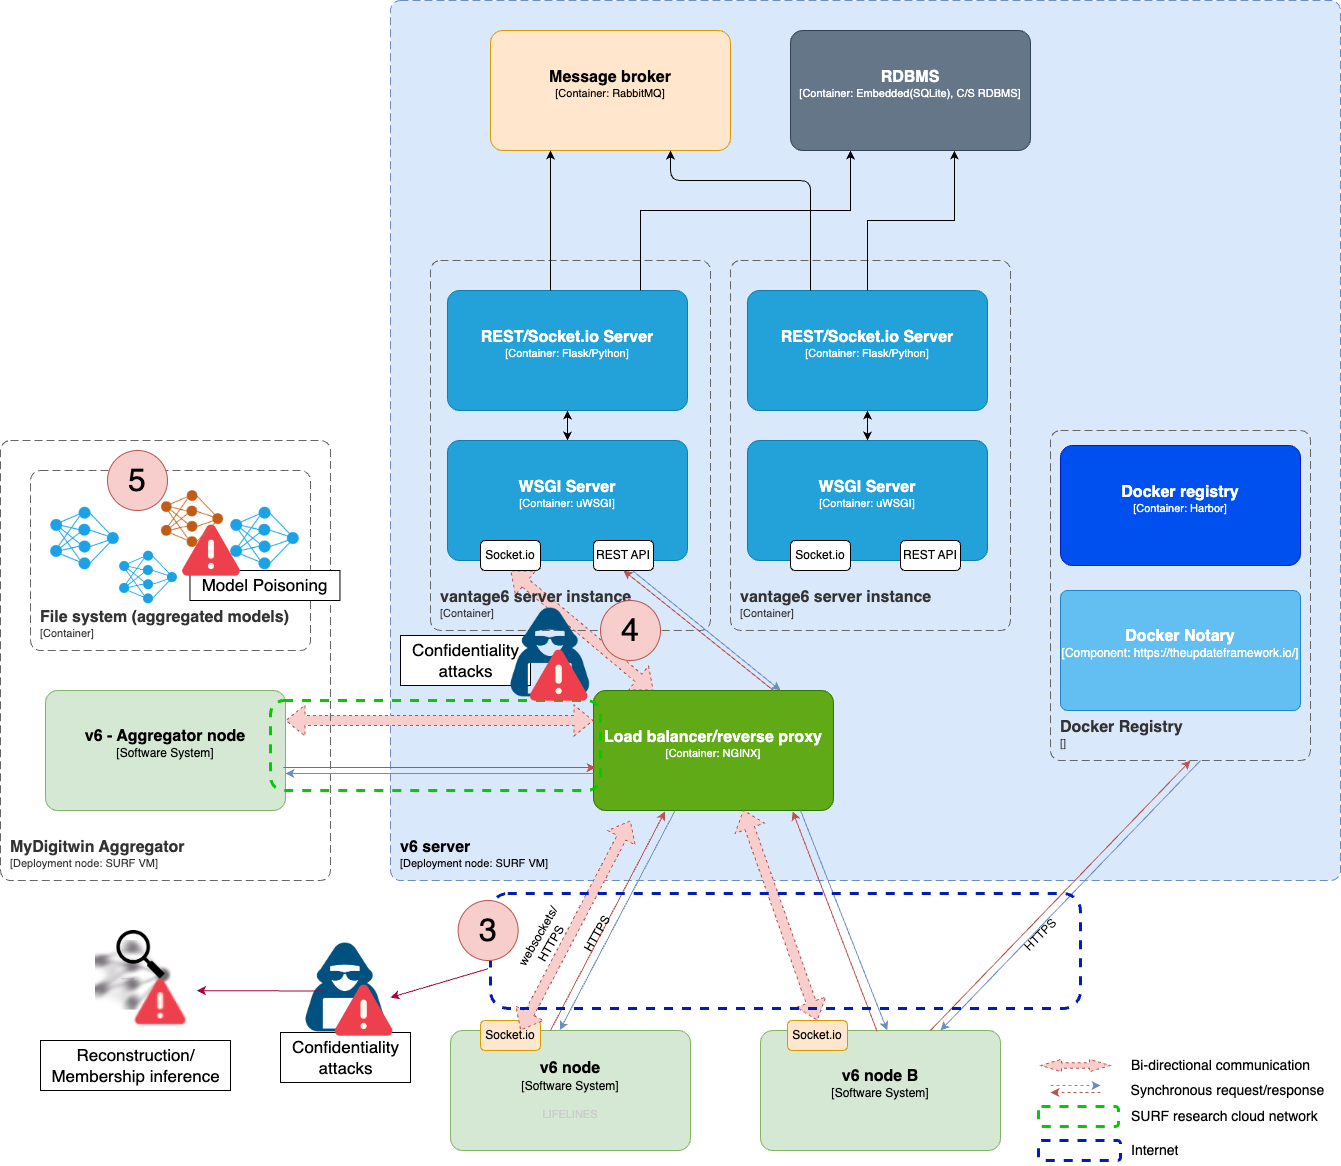 Message broker
[Container: RabbitMQ]
RDBMS
[Container: Embedded(SQLite), C/S RDBMS]
REST/Socket.io Server
[Container: Flask/Python]
REST/Socket.io Server
[Container: Flask/Python]
WSGI Server
[Container: uWSGI]
Socket.io
REST API
WSGI Server
[Container: uWSGI]
Socket.io
REST API
vantage6 server instance
[Container]
vantage6 server instance
[Container]
Docker registry
[Container: Harbor]
Docker Notary
[Component: https://theupdateframework.io/]
Docker Registry
[]
5
Model Poisoning
File system (aggregated models)
[Container]
4
Confidentiality
attacks
v6 - Aggregator node
[Software System]
Load balancer/reverse proxy
[Container: NGINX]
MyDigitwin Aggregator
[Deployment node: SURF VM]
v6 server
[Deployment node: SURF VM]
3
websockets/
HTTPS
HTTPS
HTTPS
Reconstruction/
Membership inference
Confidentiality
attacks
Socket.io
v6 node
[Software System]
LIFELINES
Socket.io
v6 node B
[Software System]
Bi-directional communication
Synchronous request/response
SURF research cloud network
Internet